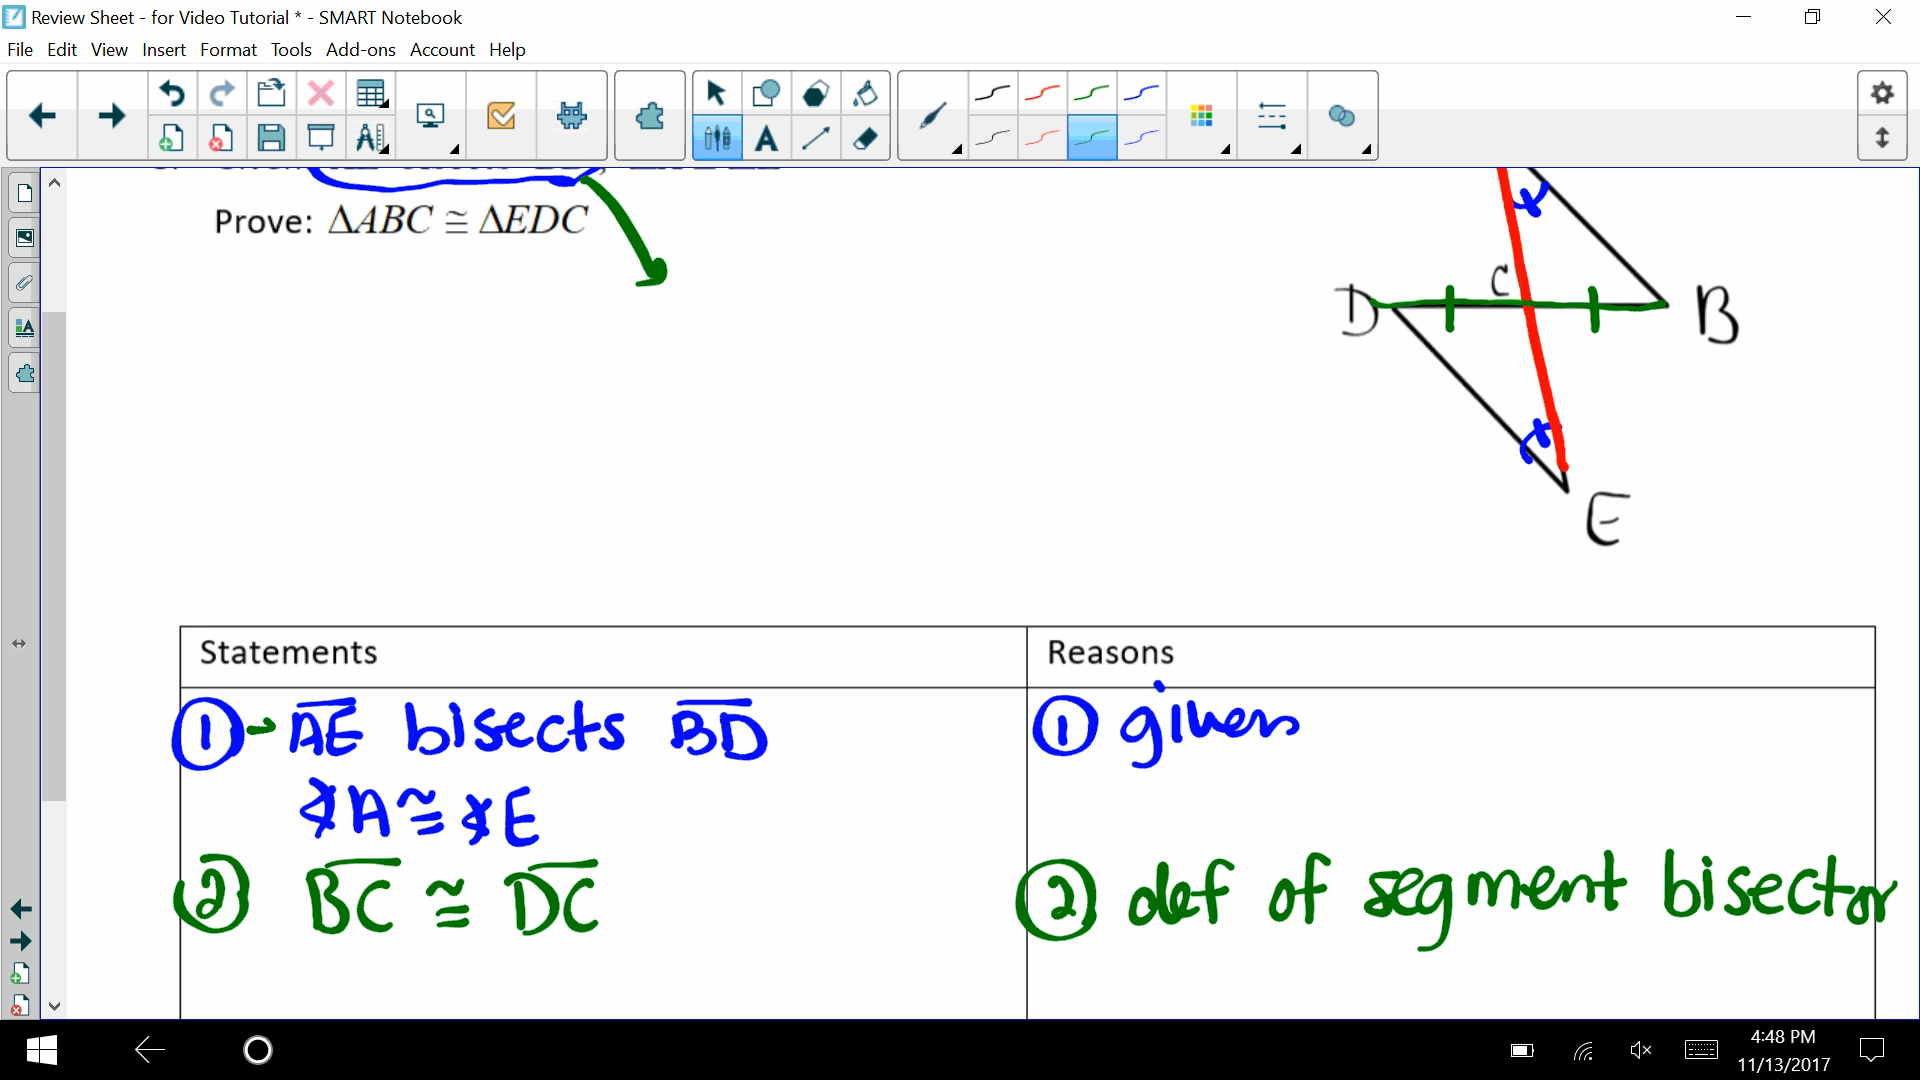 Review Sheet - for Video Tutorial * - SMART Notebook
File Edit View Insert Format Tools Add-ons Account Help
Prove: ΔABC ≅ ΔEDC
C
D
B
E
Statements
Reasons
① AE bisects BD
① given
∡A ≅ ∡E
② BC ≅ DC
② def of segment bisector
4:48 PM
11/13/2017